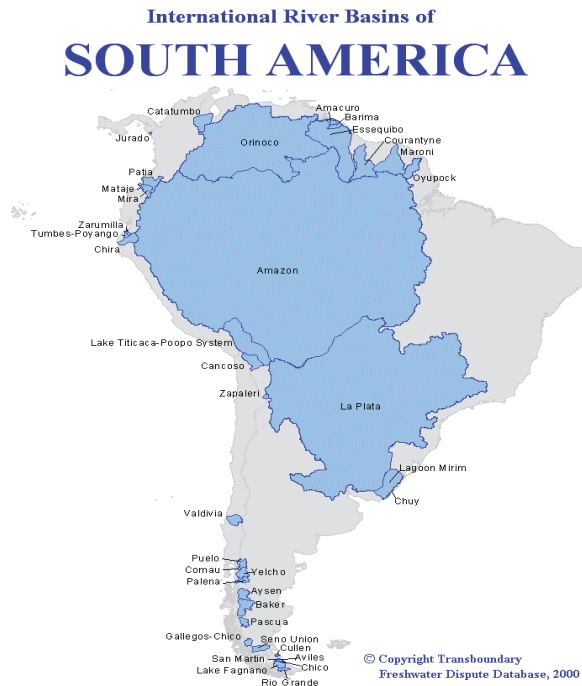 International River Basins of
SOUTH AMERICA
Catatumbo
Amacuro
Barima
Essequibo
Jurado
Orinoco
Courantyne
Maroni
Patia
Oyupock
Mataje
Mira
Zarumilla
Tumbes-Poyango
Chira
Amazon
Lake Titicaca-Poopo System
Cancoso
Zapaleri
La Plata
Lagoon Mirim
Chuy
Valdivia
Puelo
Comau
Yelcho
Palena
Aysen
Baker
Pascua
Gallegos-Chico
Seno Union
Cullen
San Martin
Aviles
Lake Fagnano
Chico
Rio Grande
© Copyright Transboundary
Freshwater Dispute Database, 2000